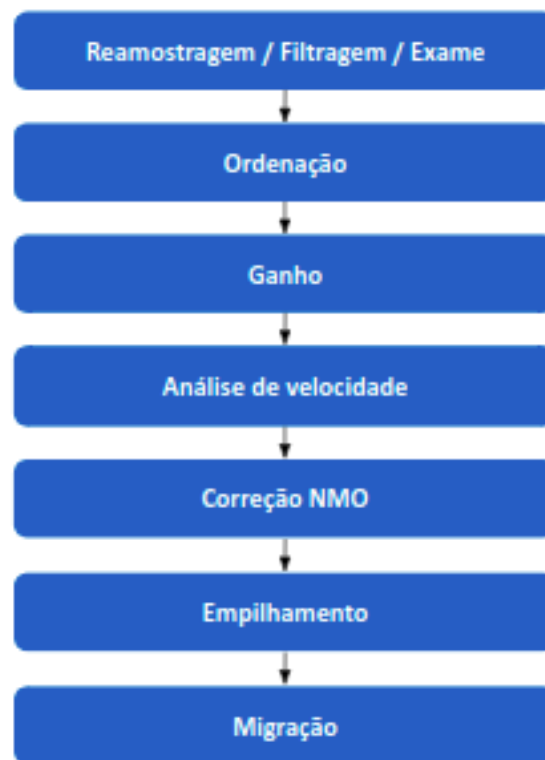 Reamostragem / Filtragem / Exame
Ordenação
Ganho
Análise de velocidade
Correção NMO
Empilhamento
Migração